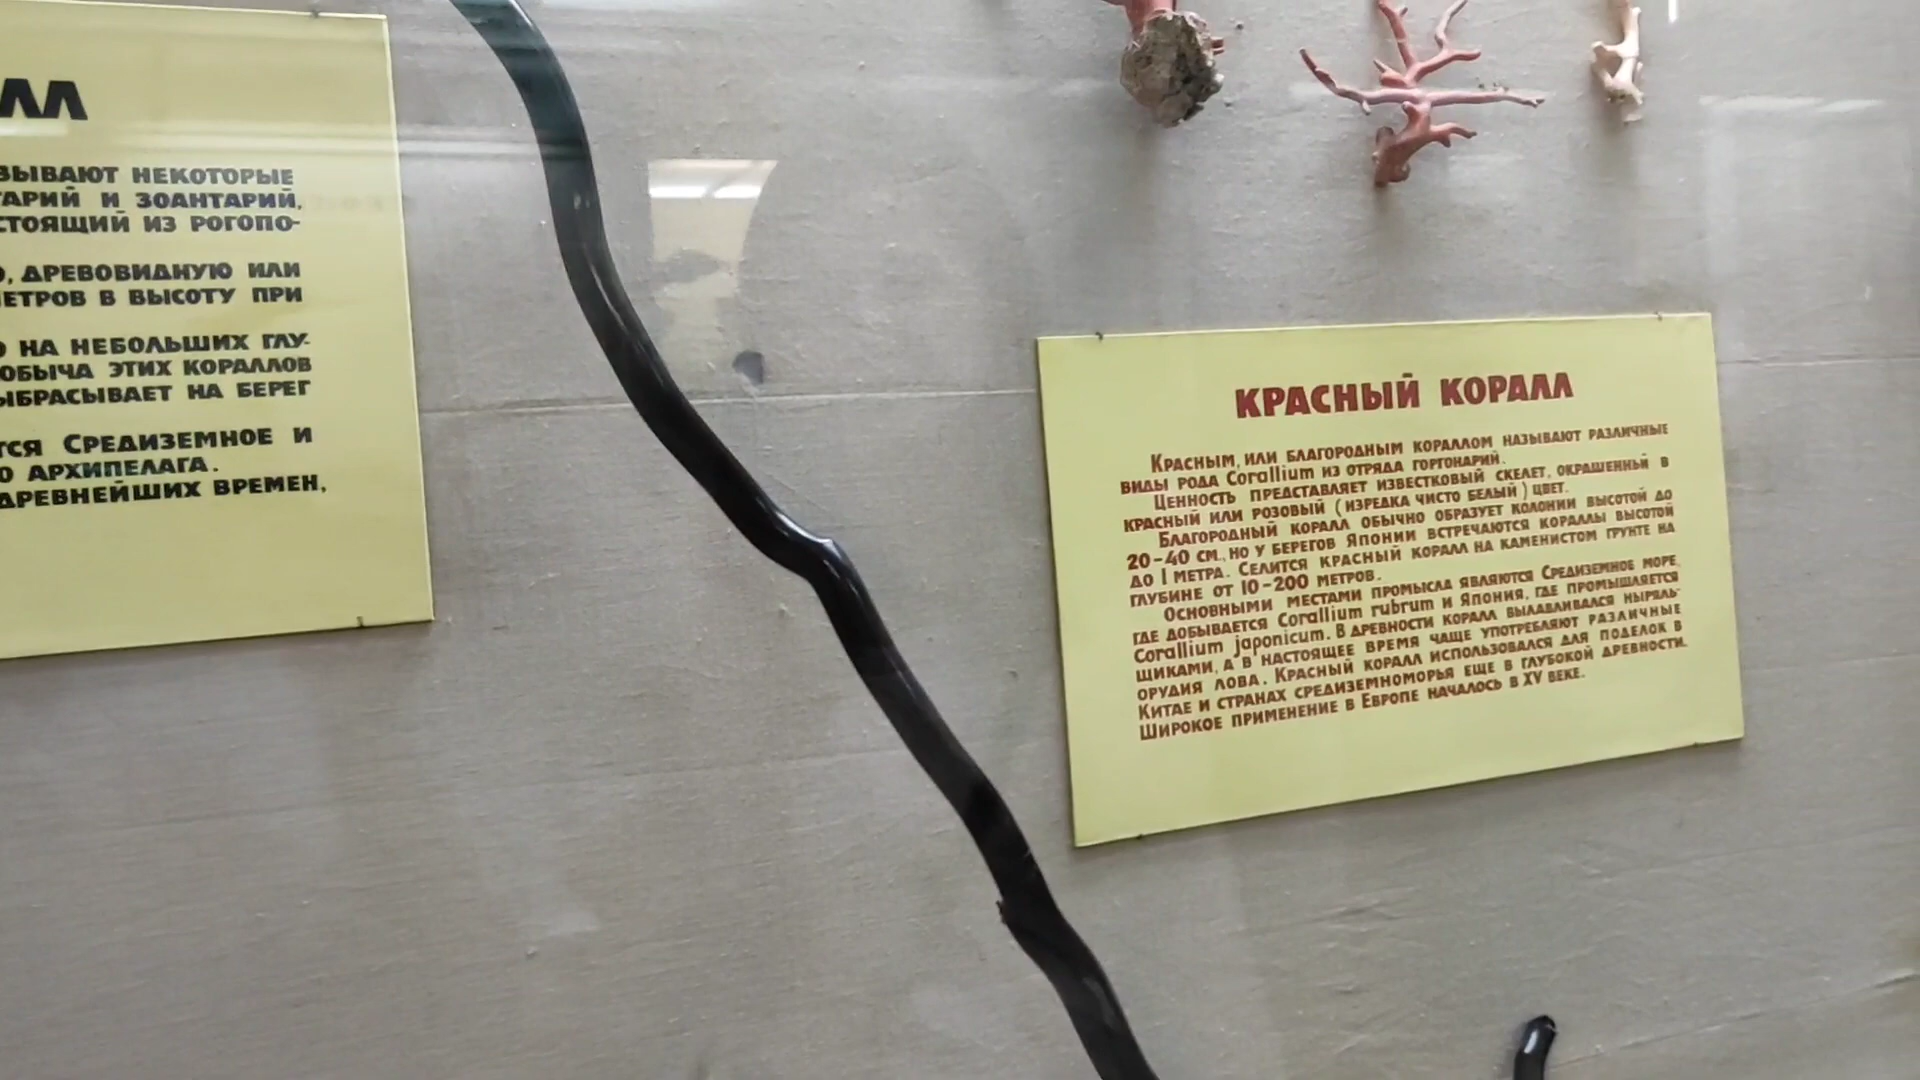 ЛЛ
ЗЫВАЮТ НЕКОТОРЫЕ
ТАРИЙ И ЗОАНТАРИЙ,
СТОЯЩИЙ ИЗ РОГОПО-
О, ДРЕВОВИДНУЮ ИЛИ
МЕТРОВ В ВЫСОТУ ПРИ
О НА НЕБОЛЬШИХ ГЛУ-
ОБЫЧА ЭТИХ КОРАЛЛОВ
ЫБРАСЫВАЕТ НА БЕРЕГ
ТСЯ СРЕДИЗЕМНОЕ И
О АРХИПЕЛАГА.
ДРЕВНЕЙШИХ ВРЕМЕН,
КРАСНЫЙ КОРАЛЛ
КРАСНЫМ, ИЛИ БЛАГОРОДНЫМ КОРАЛЛОМ НАЗЫВАЮТ РАЗЛИЧНЫЕ
ВИДЫ РОДА Corallium ИЗ ОТРЯДА ГОРГОНАРИЙ.
ЦЕННОСТЬ ПРЕДСТАВЛЯЕТ ИЗВЕСТКОВЫЙ СКЕЛЕТ, ОКРАШЕННЫЙ В
КРАСНЫЙ ИЛИ РОЗОВЫЙ (ИЗРЕДКА ЧИСТО БЕЛЫЙ) ЦВЕТ.
БЛАГОРОДНЫЙ КОРАЛЛ ОБЫЧНО ОБРАЗУЕТ КОЛОНИИ ВЫСОТОЙ ДО
20-40 СМ., НО У БЕРЕГОВ ЯПОНИИ ВСТРЕЧАЮТСЯ КОРАЛЛЫ ВЫСОТОЙ
ДО 1 МЕТРА. СЕЛИТСЯ КРАСНЫЙ КОРАЛЛ НА КАМЕНИСТОМ ГРУНТЕ НА
ГЛУБИНЕ ОТ 10-200 МЕТРОВ.
ОСНОВНЫМИ МЕСТАМИ ПРОМЫСЛА ЯВЛЯЮТСЯ СРЕДИЗЕМНОЕ МОРЕ,
ГДЕ ДОБЫВАЕТСЯ Corallium rubrum И ЯПОНИЯ, ГДЕ ПРОМЫШЛЯЕТСЯ
Corallium japonicum. В ДРЕВНОСТИ КОРАЛЛ ВЫЛАВЛИВАЛСЯ НЫРЯЛЬ-
ЩИКАМИ, А В НАСТОЯЩЕЕ ВРЕМЯ ЧАЩЕ УПОТРЕБЛЯЮТ РАЗЛИЧНЫЕ
ОРУДИЯ ЛОВА. КРАСНЫЙ КОРАЛЛ ИСПОЛЬЗОВАЛСЯ ДЛЯ ПОДЕЛОК В
КИТАЕ И СТРАНАХ СРЕДИЗЕМНОМОРЬЯ ЕЩЕ В ГЛУБОКОЙ ДРЕВНОСТИ.
ШИРОКОЕ ПРИМЕНЕНИЕ В ЕВРОПЕ НАЧАЛОСЬ В XV ВЕКЕ.